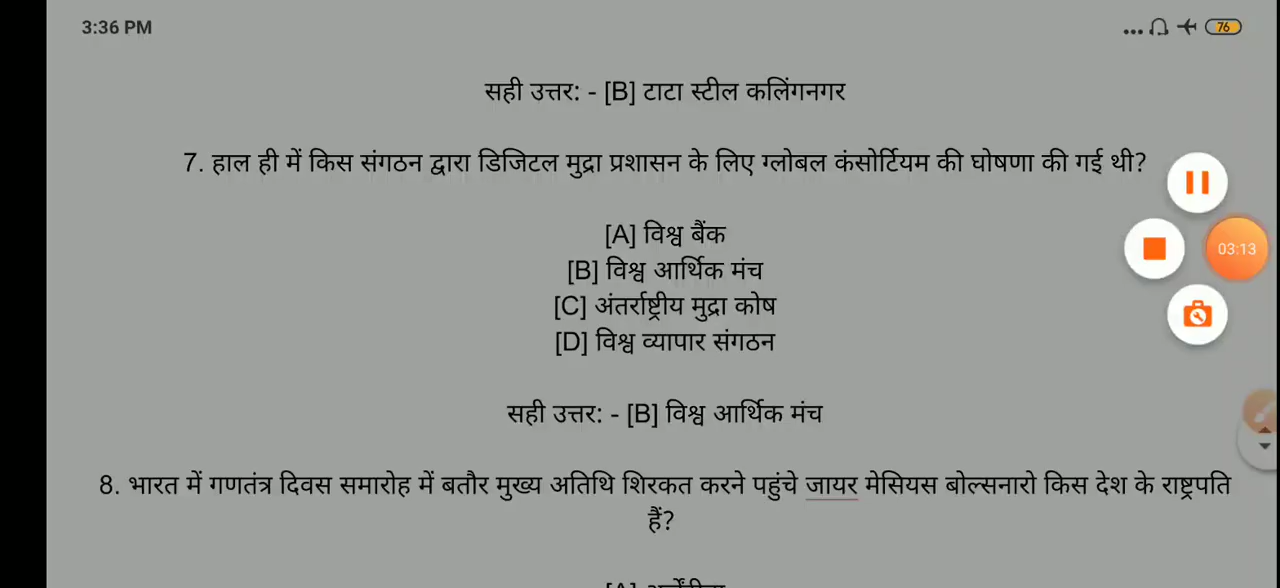 3:36 PM
76
सही उत्तर: - [B] टाटा स्टील कलिंगनगर
7. हाल ही में किस संगठन द्वारा डिजिटल मुद्रा प्रशासन के लिए ग्लोबल कंसोर्टियम की घोषणा की गई थी?
[A] विश्व बैंक
[B] विश्व आर्थिक मंच
03:13
[C] अंतर्राष्ट्रीय मुद्रा कोष
[D] विश्व व्यापार संगठन
सही उत्तर: - [B] विश्व आर्थिक मंच
8. भारत में गणतंत्र दिवस समारोह में बतौर मुख्य अतिथि शिरकत करने पहुंचे जायर मेसियस बोल्सनारो किस देश के राष्ट्रपति
हैं?